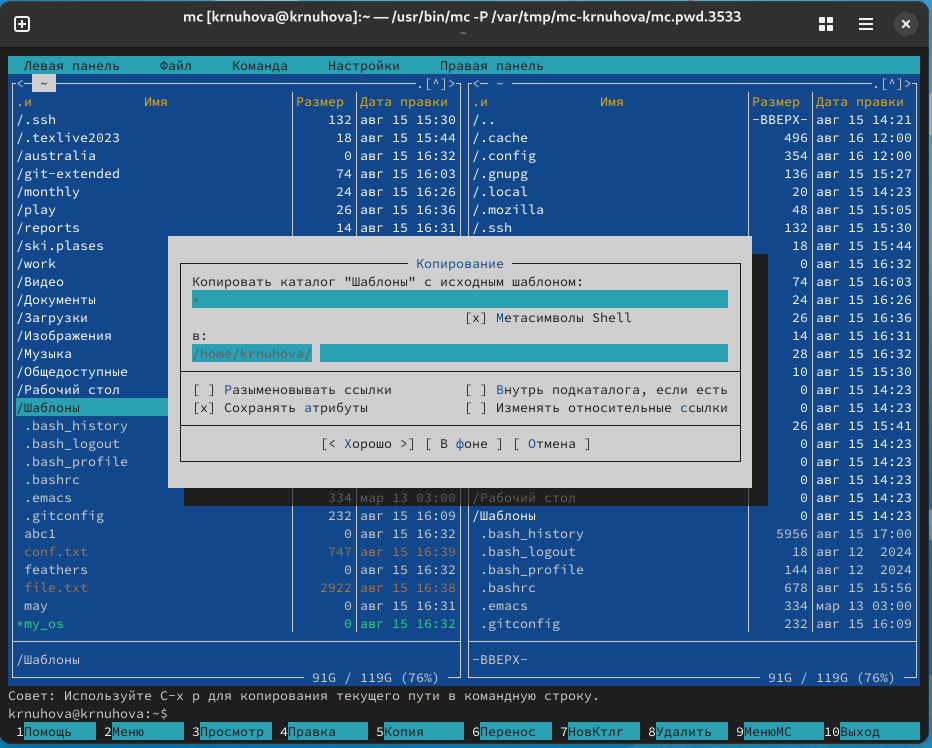 mc [krnuhova@krnuhova]:~ — /usr/bin/mc -P /var/tmp/mc-krnuhova/mc.pwd.3533
~
Левая панель Файл Команда Настройки Правая панель
<— ~ .[^]> <— ~ .[^]>
.и Имя Размер Дата правки .и Имя Размер Дата правки
/.ssh 132 авг 15 15:30 /.. -ВВЕРХ- авг 15 14:21
/.texlive2023 18 авг 15 15:44 /.cache 496 авг 16 12:00
/australia 0 авг 15 16:32 /.config 354 авг 16 12:00
/git-extended 74 авг 15 16:03 /.gnupg 136 авг 15 15:27
/monthly 24 авг 15 16:26 /.local 20 авг 15 14:23
/play 26 авг 15 16:36 /.mozilla 48 авг 15 15:05
/reports 14 авг 15 16:31 /.ssh 132 авг 15 15:30
/ski.plases 18 авг 15 15:44
/work Копирование 0 авг 15 16:32
/Видео Копировать каталог "Шаблоны" с исходным шаблоном: 74 авг 15 16:03
/Документы * 24 авг 15 16:26
/Загрузки [x] Метасимволы Shell 26 авг 15 16:36
/Изображения в: 14 авг 15 16:31
/Музыка /home/krnuhova/ 28 авг 15 16:32
/Общедоступные 10 авг 15 15:30
/Рабочий стол [ ] Разыменовывать ссылки [ ] Внутрь подкаталога, если есть 0 авг 15 14:23
/Шаблоны [x] Сохранять атрибуты [ ] Изменять относительные ссылки 0 авг 15 14:23
.bash_history 26 авг 15 15:41
.bash_logout [< Хорошо >] [ В фоне ] [ Отмена ] 0 авг 15 14:23
.bash_profile 0 авг 15 14:23
.bashrc 0 авг 15 14:23
.emacs 334 мар 13 03:00 /Рабочий стол 0 авг 15 14:23
.gitconfig 232 авг 15 16:09 /Шаблоны 0 авг 15 14:23
abc1 0 авг 15 16:32 .bash_history 5956 авг 15 17:00
conf.txt 747 авг 15 16:39 .bash_logout 18 авг 12 2024
feathers 0 авг 15 16:32 .bash_profile 144 авг 12 2024
file.txt 2922 авг 15 16:38 .bashrc 678 авг 15 15:56
may 0 авг 15 16:31 .emacs 334 мар 13 03:00
*my_os 0 авг 15 16:32 .gitconfig 232 авг 15 16:09
/Шаблоны -ВВЕРХ-
91G / 119G (76%) 91G / 119G (76%)
Совет: Используйте C-x p для копирования текущего пути в командную строку.
krnuhova@krnuhova:~$
1Помощь 2Меню 3Просмотр 4Правка 5Копия 6Перенос 7НовКтлг 8Удалить 9МенюMC 10Выход